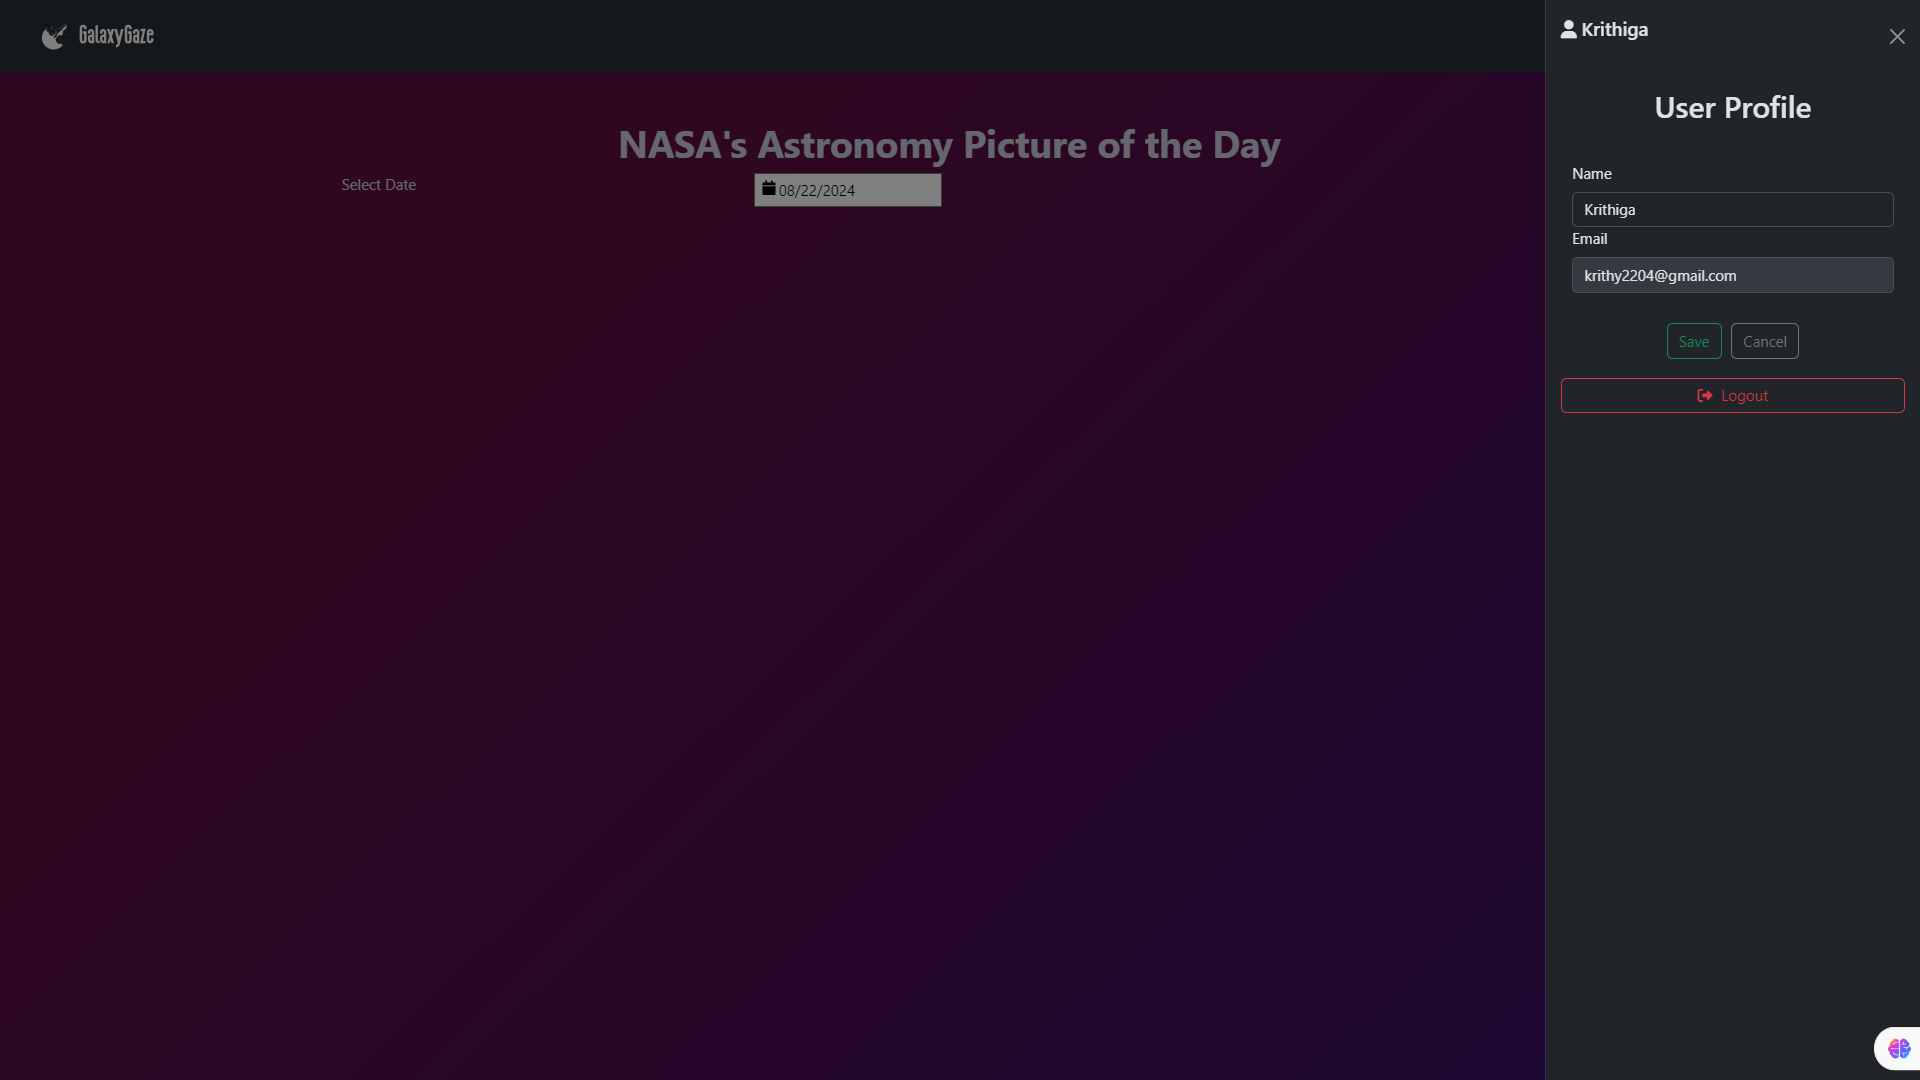 GalaxyGaze
NASA's Astronomy Picture of the Day
Select Date
08/22/2024
Krithiga
User Profile
Name
Krithiga
Email
krithy2204@gmail.com
Save Cancel
Logout